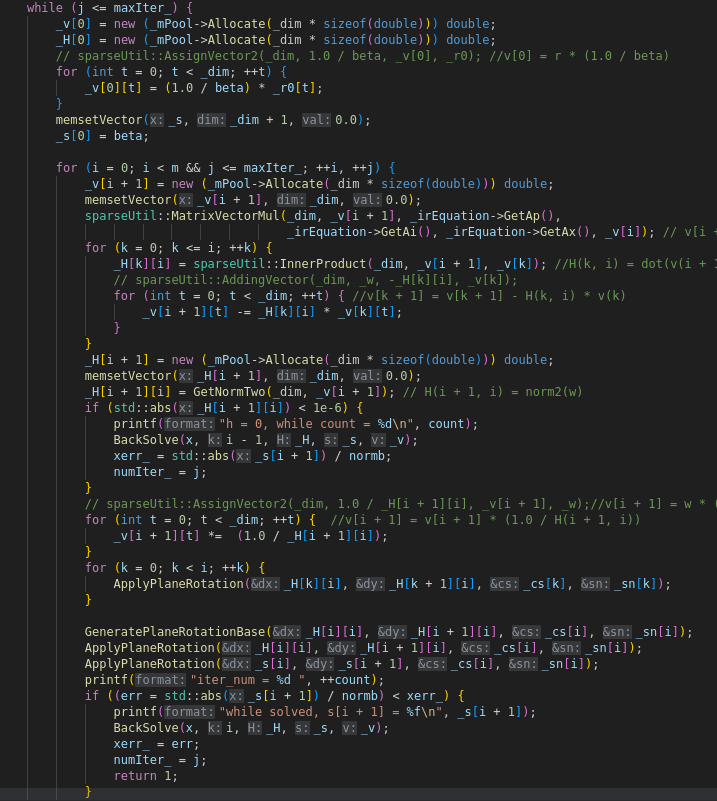 while (j <= maxIter_) {
_v[0] = new (_mPool->Allocate(_dim * sizeof(double))) double;
_H[0] = new (_mPool->Allocate(_dim * sizeof(double))) double;
// sparseUtil::AssignVector2(_dim, 1.0 / beta, _v[0], _r0); //v[0] = r * (1.0 / beta)
for (int t = 0; t < _dim; ++t) {
_v[0][t] = (1.0 / beta) * _r0[t];
}
memsetVector(x: _s, dim: _dim + 1, val: 0.0);
_s[0] = beta;
for (i = 0; i < m && j <= maxIter_; ++i, ++j) {
_v[i + 1] = new (_mPool->Allocate(_dim * sizeof(double))) double;
memsetVector(x: _v[i + 1], dim: _dim, val: 0.0);
sparseUtil::MatrixVectorMul(_dim, _v[i + 1], _irEquation->GetAp(),
_irEquation->GetAi(), _irEquation->GetAx(), _v[i]); // v[i +
for (k = 0; k <= i; ++k) {
_H[k][i] = sparseUtil::InnerProduct(_dim, _v[i + 1], _v[k]); //H(k, i) = dot(v(i + 1
// sparseUtil::AddingVector(_dim, _w, -_H[k][i], _v[k]);
for (int t = 0; t < _dim; ++t) { //v[k + 1] = v[k + 1] - H(k, i) * v(k)
_v[i + 1][t] -= _H[k][i] * _v[k][t];
}
}
_H[i + 1] = new (_mPool->Allocate(_dim * sizeof(double))) double;
memsetVector(x: _H[i + 1], dim: _dim, val: 0.0);
_H[i + 1][i] = GetNormTwo(_dim, _v[i + 1]); // H(i + 1, i) = norm2(w)
if (std::abs(x: _H[i + 1][i]) < 1e-6) {
printf(format: "h = 0, while count = %d\n", count);
BackSolve(x, k: i - 1, H: _H, s: _s, v: _v);
xerr_ = std::abs(x: _s[i + 1]) / normb;
numIter_ = j;
}
// sparseUtil::AssignVector2(_dim, 1.0 / _H[i + 1][i], _v[i + 1], _w);//v[i + 1] = w * (
for (int t = 0; t < _dim; ++t) {  //v[i + 1] = v[i + 1] * (1.0 / H(i + 1, i))
_v[i + 1][t] *=  (1.0 / _H[i + 1][i]);
}
for (k = 0; k < i; ++k) {
ApplyPlaneRotation(&dx: _H[k][i], &dy: _H[k + 1][i], &cs: _cs[k], &sn: _sn[k]);
}
GeneratePlaneRotationBase(&dx: _H[i][i], &dy: _H[i + 1][i], &cs: _cs[i], &sn: _sn[i]);
ApplyPlaneRotation(&dx: _H[i][i], &dy: _H[i + 1][i], &cs: _cs[i], &sn: _sn[i]);
ApplyPlaneRotation(&dx: _s[i], &dy: _s[i + 1], &cs: _cs[i], &sn: _sn[i]);
printf(format: "iter_num = %d ", ++count);
if ((err = std::abs(x: _s[i + 1]) / normb) < xerr_) {
printf(format: "while solved, s[i + 1] = %f\n", _s[i + 1]);
BackSolve(x, k: i, H: _H, s: _s, v: _v);
xerr_ = err;
numIter_ = j;
return 1;
}